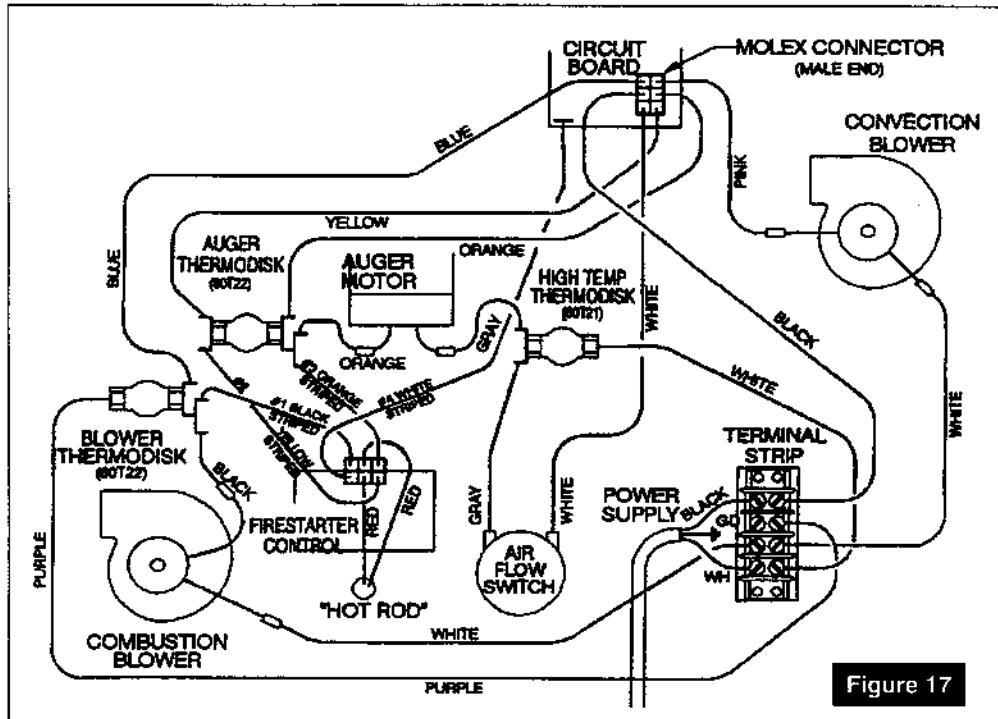 CIRCUIT
BOARD
MOLEX CONNECTOR
(MALE END)
CONVECTION
BLOWER
BLUE
PINK
YELLOW
ORANGE
AUGER
THERMODISK
(60T22)
AUGER
MOTOR
HIGH TEMP
THERMODISK
(60T21)
BLUE
WHITE
GRAY
BLACK
ORANGE
WHITE
WHITE
#2
#3 ORANGE
STRIPED
#1 BLACK
STRIPED
#4 WHITE
STRIPED
YELLOW
STRIPED
BLOWER
THERMODISK
(60T22)
BLACK
TERMINAL
STRIP
POWER
SUPPLY
BLACK
GD
WH
RED
RED
GRAY
WHITE
FIRESTARTER
CONTROL
AIR
FLOW
SWITCH
"HOT ROD"
PURPLE
COMBUSTION
BLOWER
WHITE
PURPLE
Figure 17